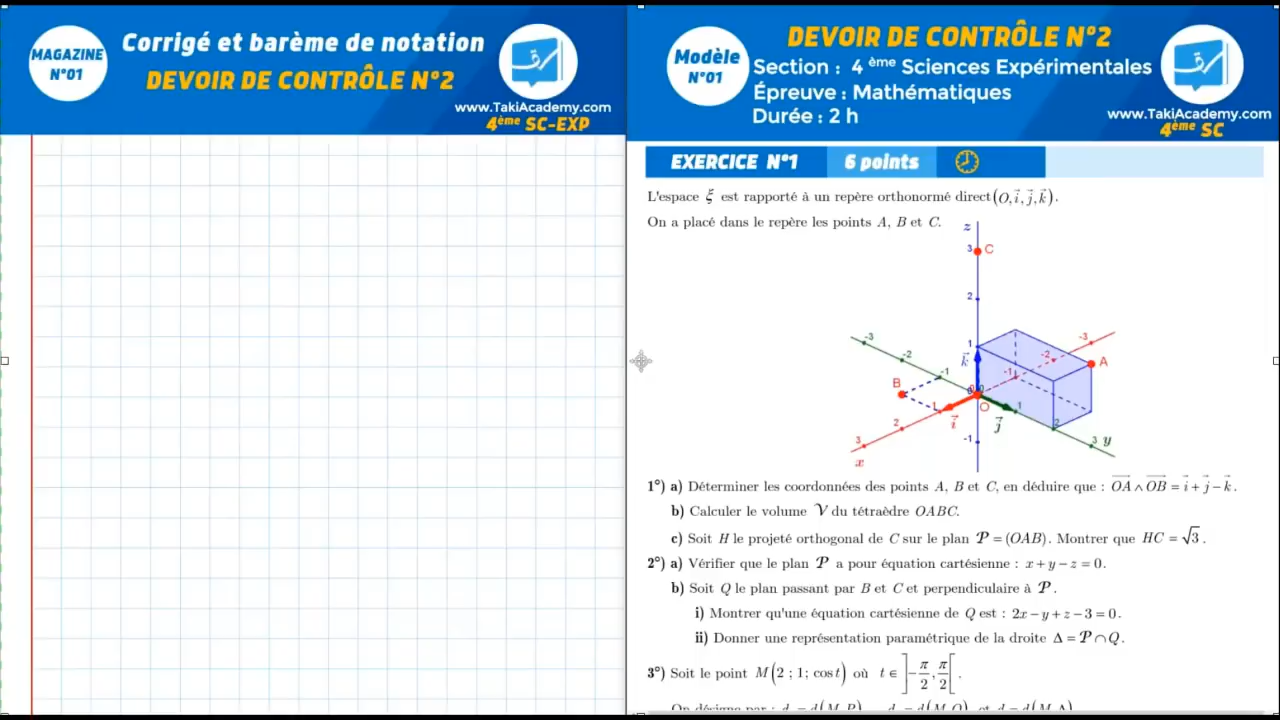 MAGAZINE
N°01
Corrigé et barème de notation
DEVOIR DE CONTRÔLE N°2
www.TakiAcademy.com
4ème SC-EXP
Modèle
N°01
DEVOIR DE CONTRÔLE N°2
Section : 4 ème Sciences Expérimentales
Épreuve : Mathématiques
Durée : 2 h
www.TakiAcademy.com
4ème SC
EXERCICE N°1 6 points
L'espace ξ est rapporté à un repère orthonormé direct (O, i⃗, j⃗, k⃗).
On a placé dans le repère les points A, B et C.
z
3 C
2
1
k⃗
-3
-2
-1
-3
-2
-1
A
B
0 0
O
1
i⃗
2
3
x
1
j⃗
2
3 y
-1
1°) a) Déterminer les coordonnées des points A, B et C, en déduire que : OA⃗ ∧ OB⃗ = i⃗ + j⃗ − k⃗ .
b) Calculer le volume 𝒱 du tétraèdre OABC.
c) Soit H le projeté orthogonal de C sur le plan 𝒫 = (OAB). Montrer que HC = √3 .
2°) a) Vérifier que le plan 𝒫 a pour équation cartésienne : x + y − z = 0.
b) Soit Q le plan passant par B et C et perpendiculaire à 𝒫 .
i) Montrer qu'une équation cartésienne de Q est : 2x − y + z − 3 = 0.
ii) Donner une représentation paramétrique de la droite Δ = 𝒫 ∩ Q.
3°) Soit le point M(2 ; 1; cos t) où t ∈ ]−π/2, π/2[ .